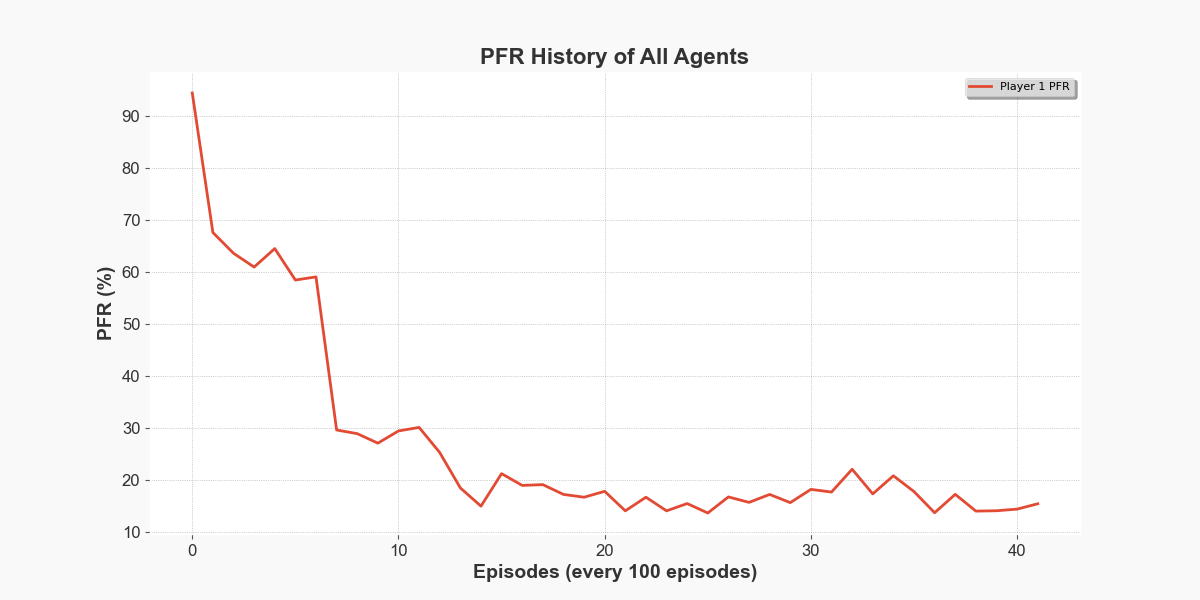 PFR History of All Agents
Player 1 PFR
PFR (%)
90
80
70
60
50
40
30
20
10
0 10 20 30 40
Episodes (every 100 episodes)